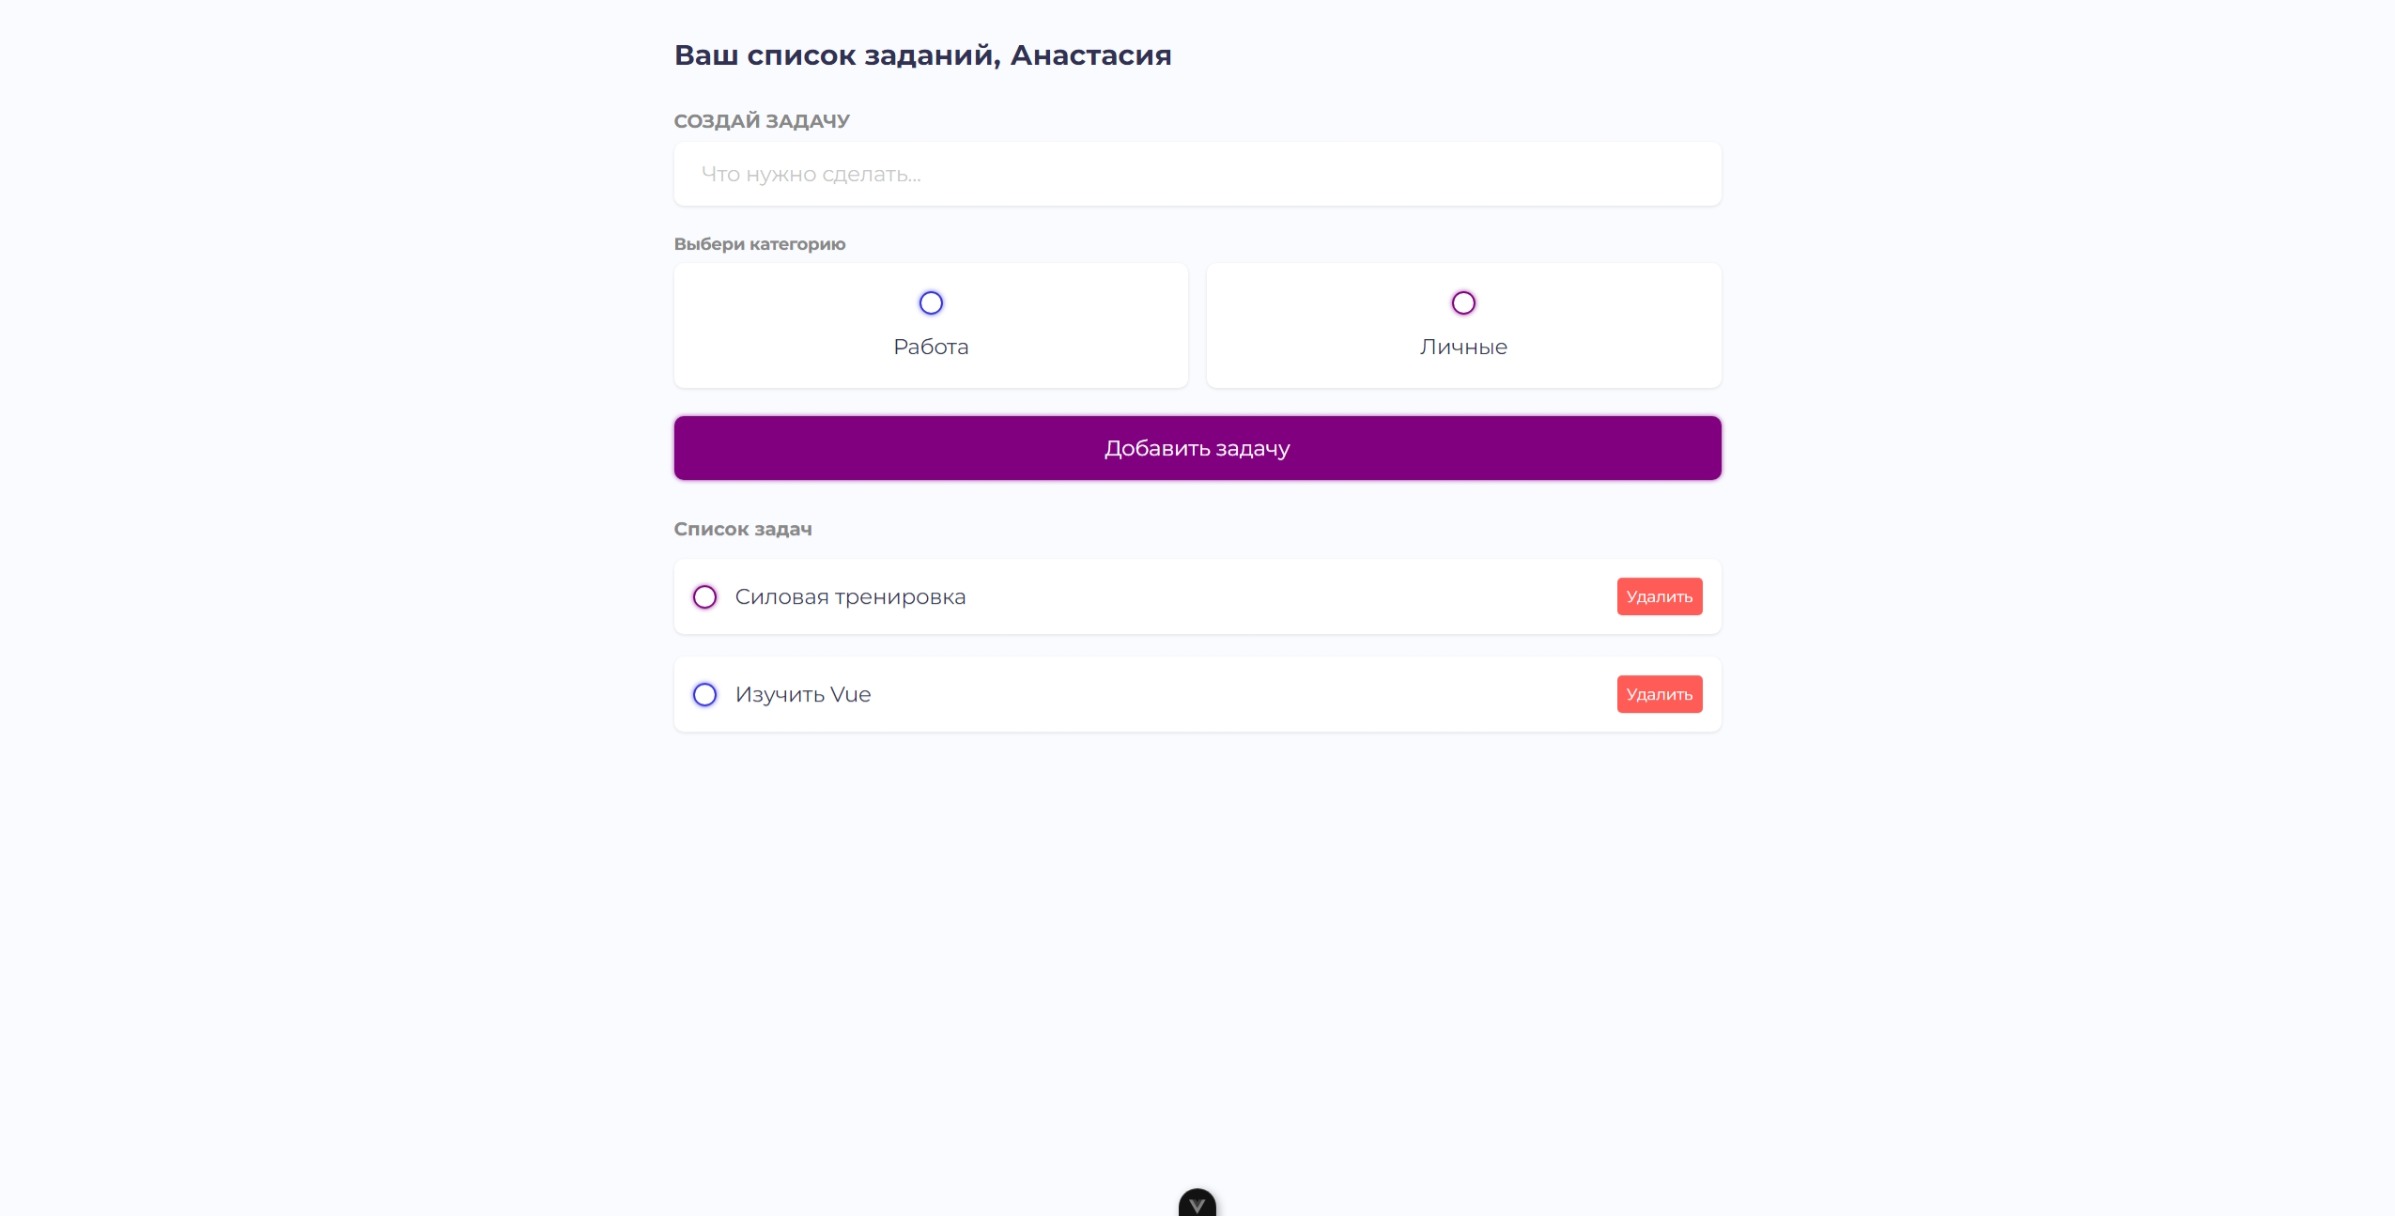 Ваш список заданий, Анастасия
СОЗДАЙ ЗАДАЧУ
Что нужно сделать...
Выбери категорию
Работа
Личные
Добавить задачу
Список задач
Силовая тренировка
Удалить
Изучить Vue
Удалить